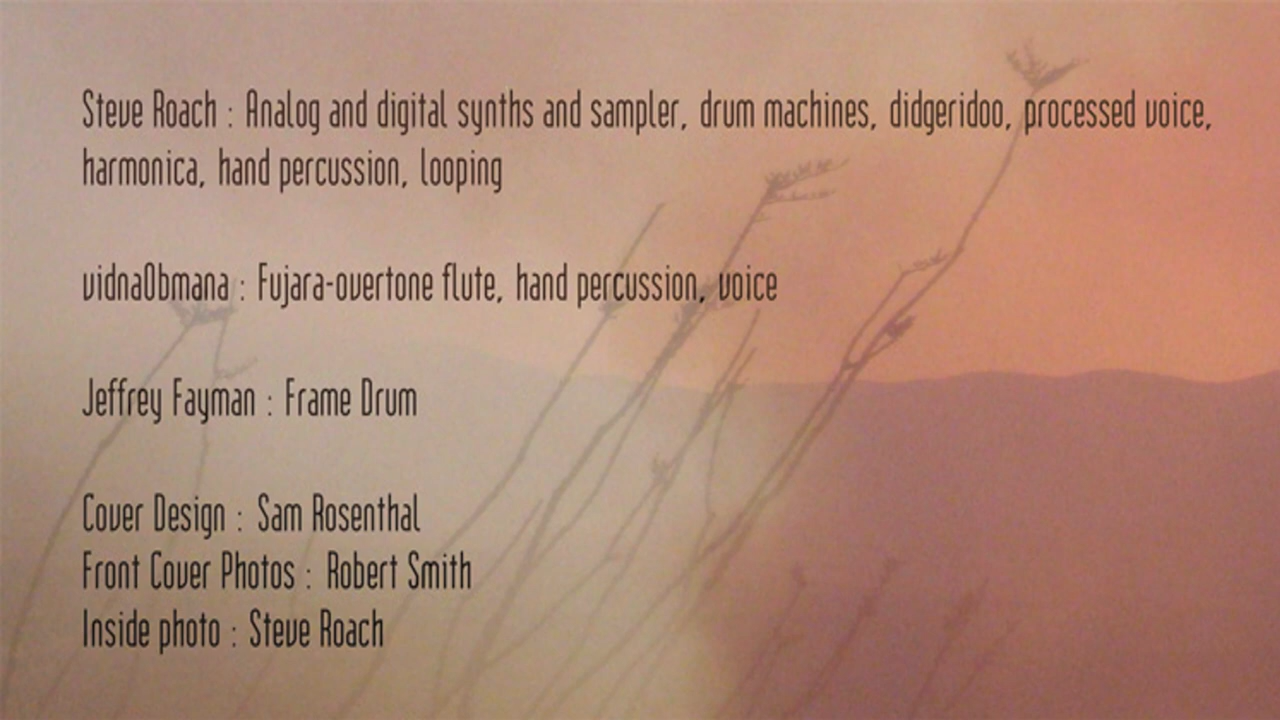 Steve Roach : Analog and digital synths and sampler, drum machines, didgeridoo, processed voice,
harmonica, hand percussion, looping
vidnaObmana : Fujara-overtone flute, hand percussion, voice
Jeffrey Fayman : Frame Drum
Cover Design : Sam Rosenthal
Front Cover Photos : Robert Smith
Inside photo : Steve Roach